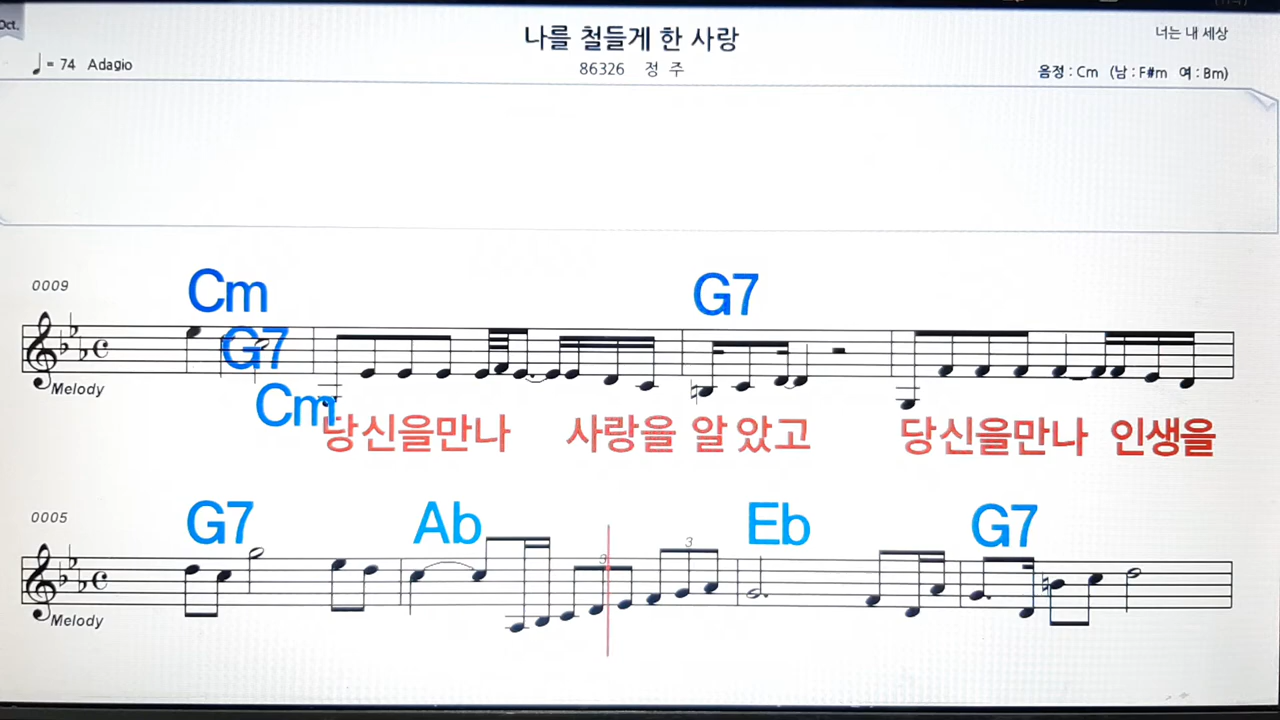 Oct.
나를 철들게 한 사랑
너는 내 세상
♩ = 74 Adagio
86326 정 주
음정 : Cm (남 : F#m 여 : Bm)
0009
Cm G7 Cm G7
Melody
당신을만나 사랑을 알 았고 당신을만나 인생을
0005
G7 Ab Eb G7
3 3
Melody